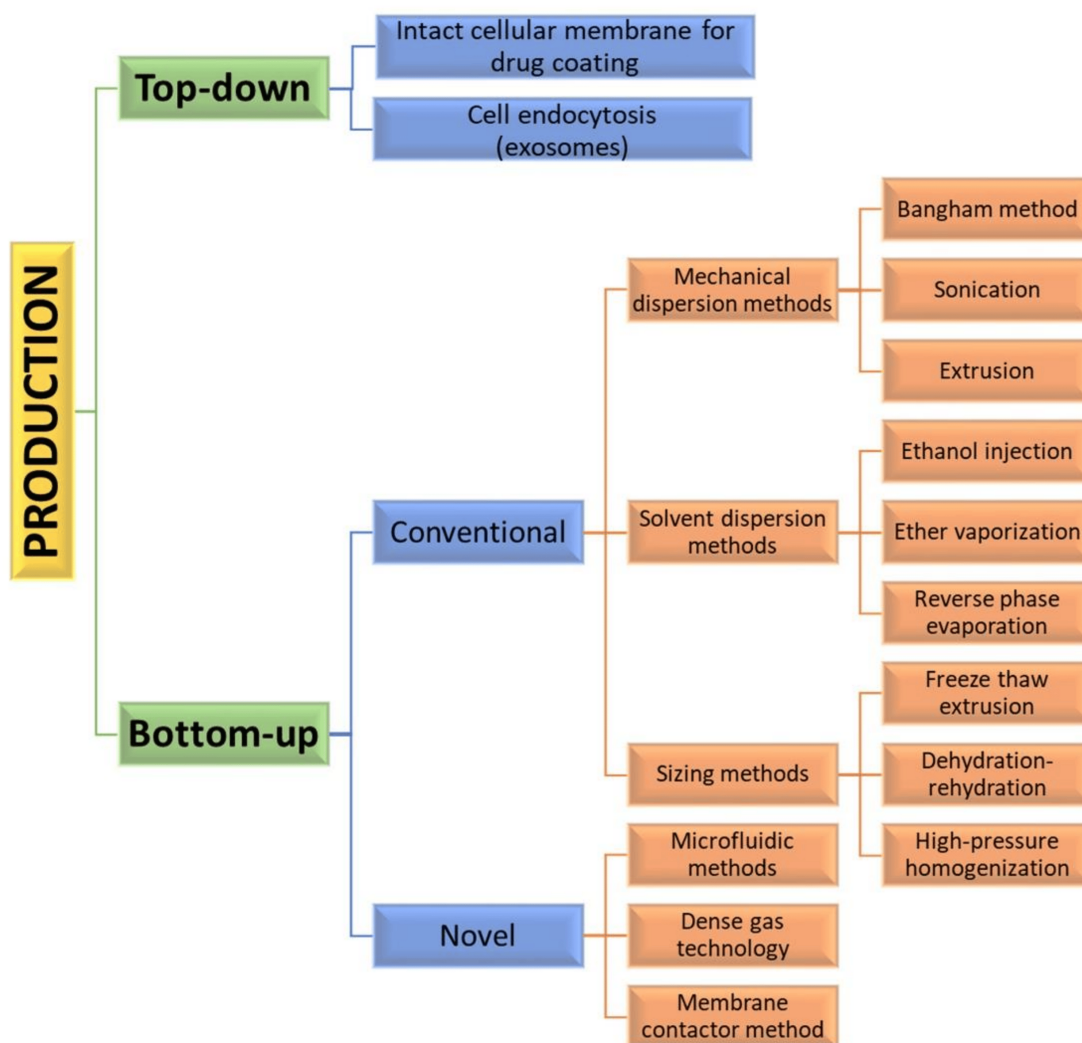 PRODUCTION
Top-down
Intact cellular membrane for
drug coating
Cell endocytosis
(exosomes)
Bottom-up
Conventional
Mechanical
dispersion methods
Bangham method
Sonication
Extrusion
Solvent dispersion
methods
Ethanol injection
Ether vaporization
Reverse phase
evaporation
Sizing methods
Freeze thaw
extrusion
Dehydration-
rehydration
High-pressure
homogenization
Novel
Microfluidic
methods
Dense gas
technology
Membrane
contactor method